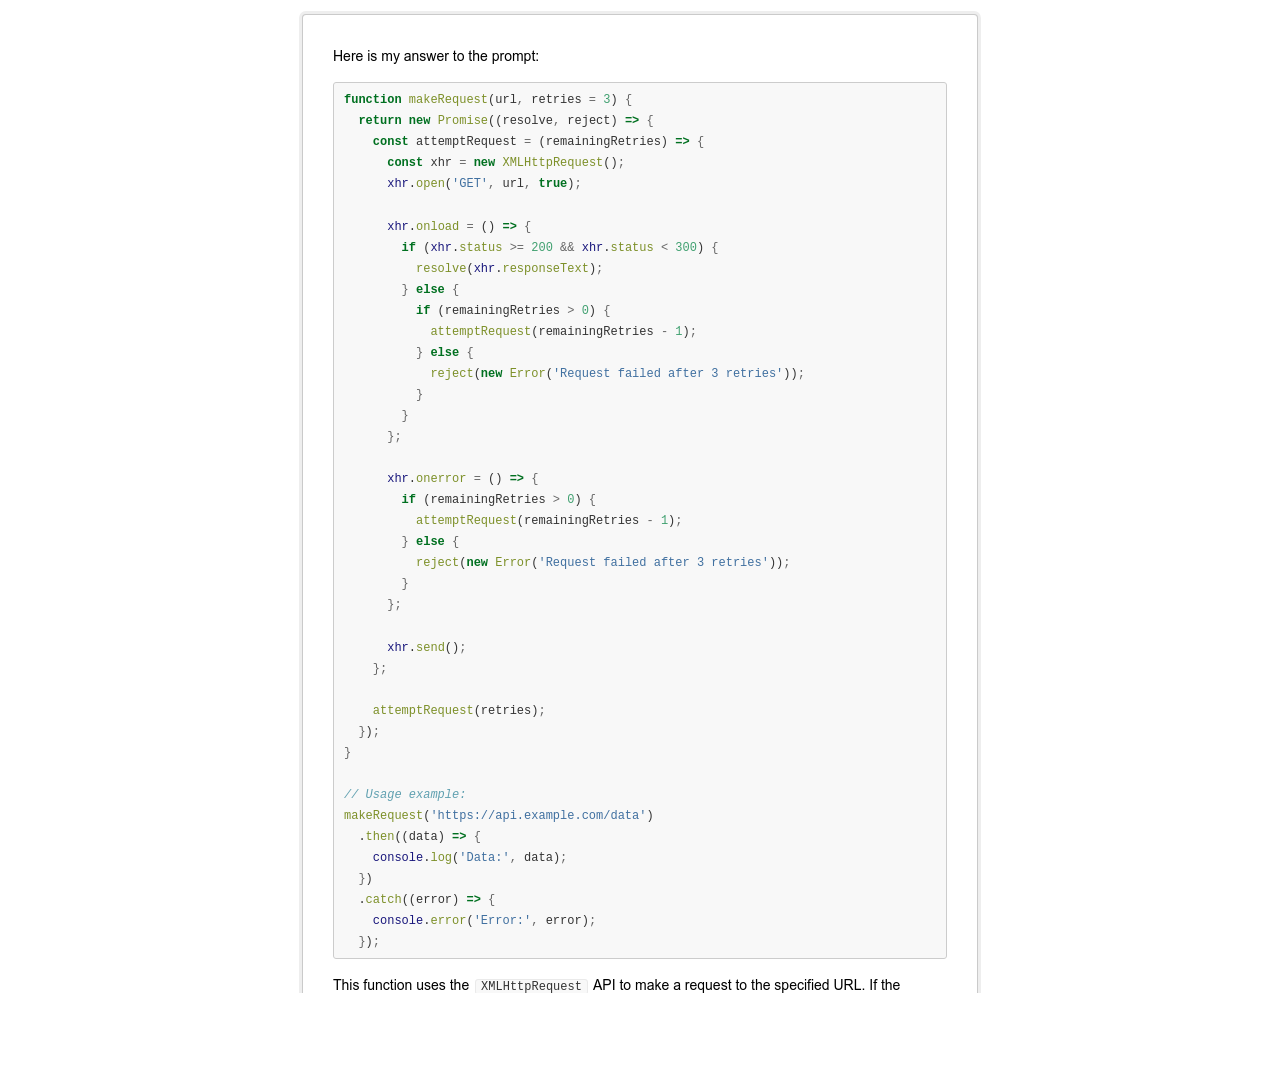 Here is my answer to the prompt:
function makeRequest(url, retries = 3) {
  return new Promise((resolve, reject) => {
    const attemptRequest = (remainingRetries) => {
      const xhr = new XMLHttpRequest();
      xhr.open('GET', url, true);

      xhr.onload = () => {
        if (xhr.status >= 200 && xhr.status < 300) {
          resolve(xhr.responseText);
        } else {
          if (remainingRetries > 0) {
            attemptRequest(remainingRetries - 1);
          } else {
            reject(new Error('Request failed after 3 retries'));
          }
        }
      };

      xhr.onerror = () => {
        if (remainingRetries > 0) {
          attemptRequest(remainingRetries - 1);
        } else {
          reject(new Error('Request failed after 3 retries'));
        }
      };

      xhr.send();
    };

    attemptRequest(retries);
  });
}

// Usage example:
makeRequest('https://api.example.com/data')
  .then((data) => {
    console.log('Data:', data);
  })
  .catch((error) => {
    console.error('Error:', error);
  });
This function uses the XMLHttpRequest API to make a request to the specified URL. If the